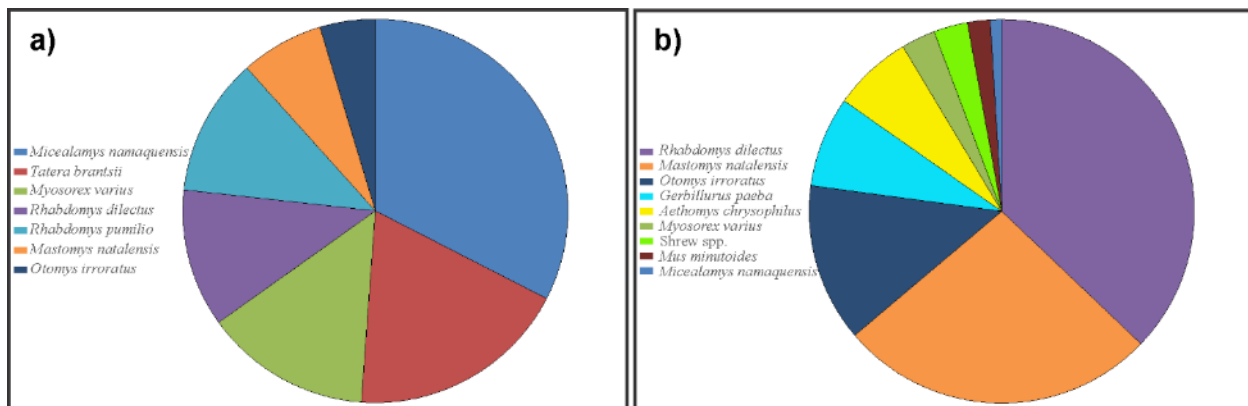 a)
Micealamys namaquensis
Tatera brantsii
Myosorex varius
Rhabdomys dilectus
Rhabdomys pumilio
Mastomys natalensis
Otomys irroratus
b)
Rhabdomys dilectus
Mastomys natalensis
Otomys irroratus
Gerbillurus paeba
Aethomys chrysophilus
Myosorex varius
Shrew spp.
Mus minutoides
Micealamys namaquensis